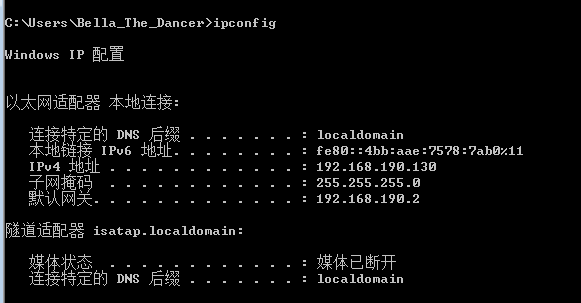 C:\Users\Bella_The_Dancer>ipconfig
Windows IP 配置
以太网适配器 本地连接:
连接特定的 DNS 后缀 . . . . . . . : localdomain
本地链接 IPv6 地址. . . . . . . . : fe80::4bb:aae:7578:7ab0%11
IPv4 地址 . . . . . . . . . . . . : 192.168.190.130
子网掩码 . . . . . . . . . . . . : 255.255.255.0
默认网关. . . . . . . . . . . . . : 192.168.190.2
隧道适配器 isatap.localdomain:
媒体状态 . . . . . . . . . . . . : 媒体已断开
连接特定的 DNS 后缀 . . . . . . . : localdomain